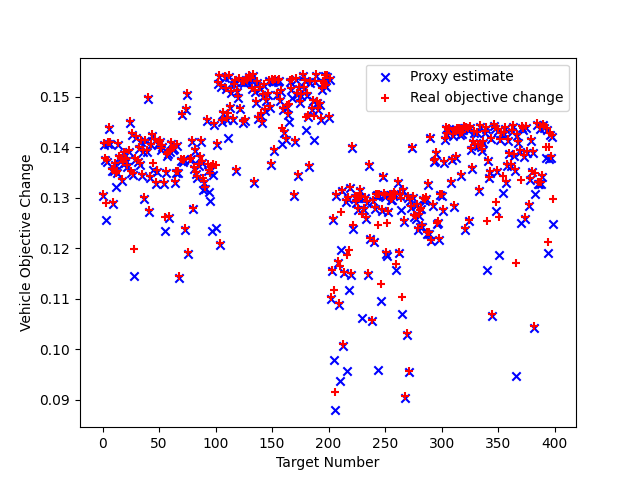 Proxy estimate
Real objective change
0.15
0.14
0.13
0.12
0.11
0.10
0.09
Vehicle Objective Change
0 50 100 150 200 250 300 350 400
Target Number